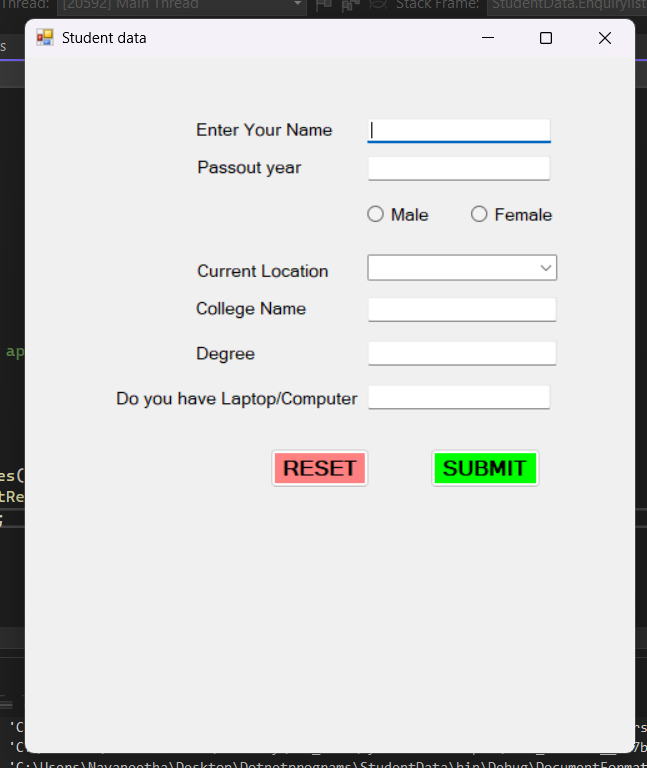 Thread: [20592] Main Thread Stack Frame: StudentData.Enquirylist
s
Student data
Enter Your Name
Passout year
Male Female
Current Location
College Name
ap
Degree
Do you have Laptop/Computer
RESET SUBMIT
es(
tRe
;
'C
'C
'C:\Users\Navaneetha\Desktop\Dotnetprograms\StudentData\bin\Debug\DocumentFormat